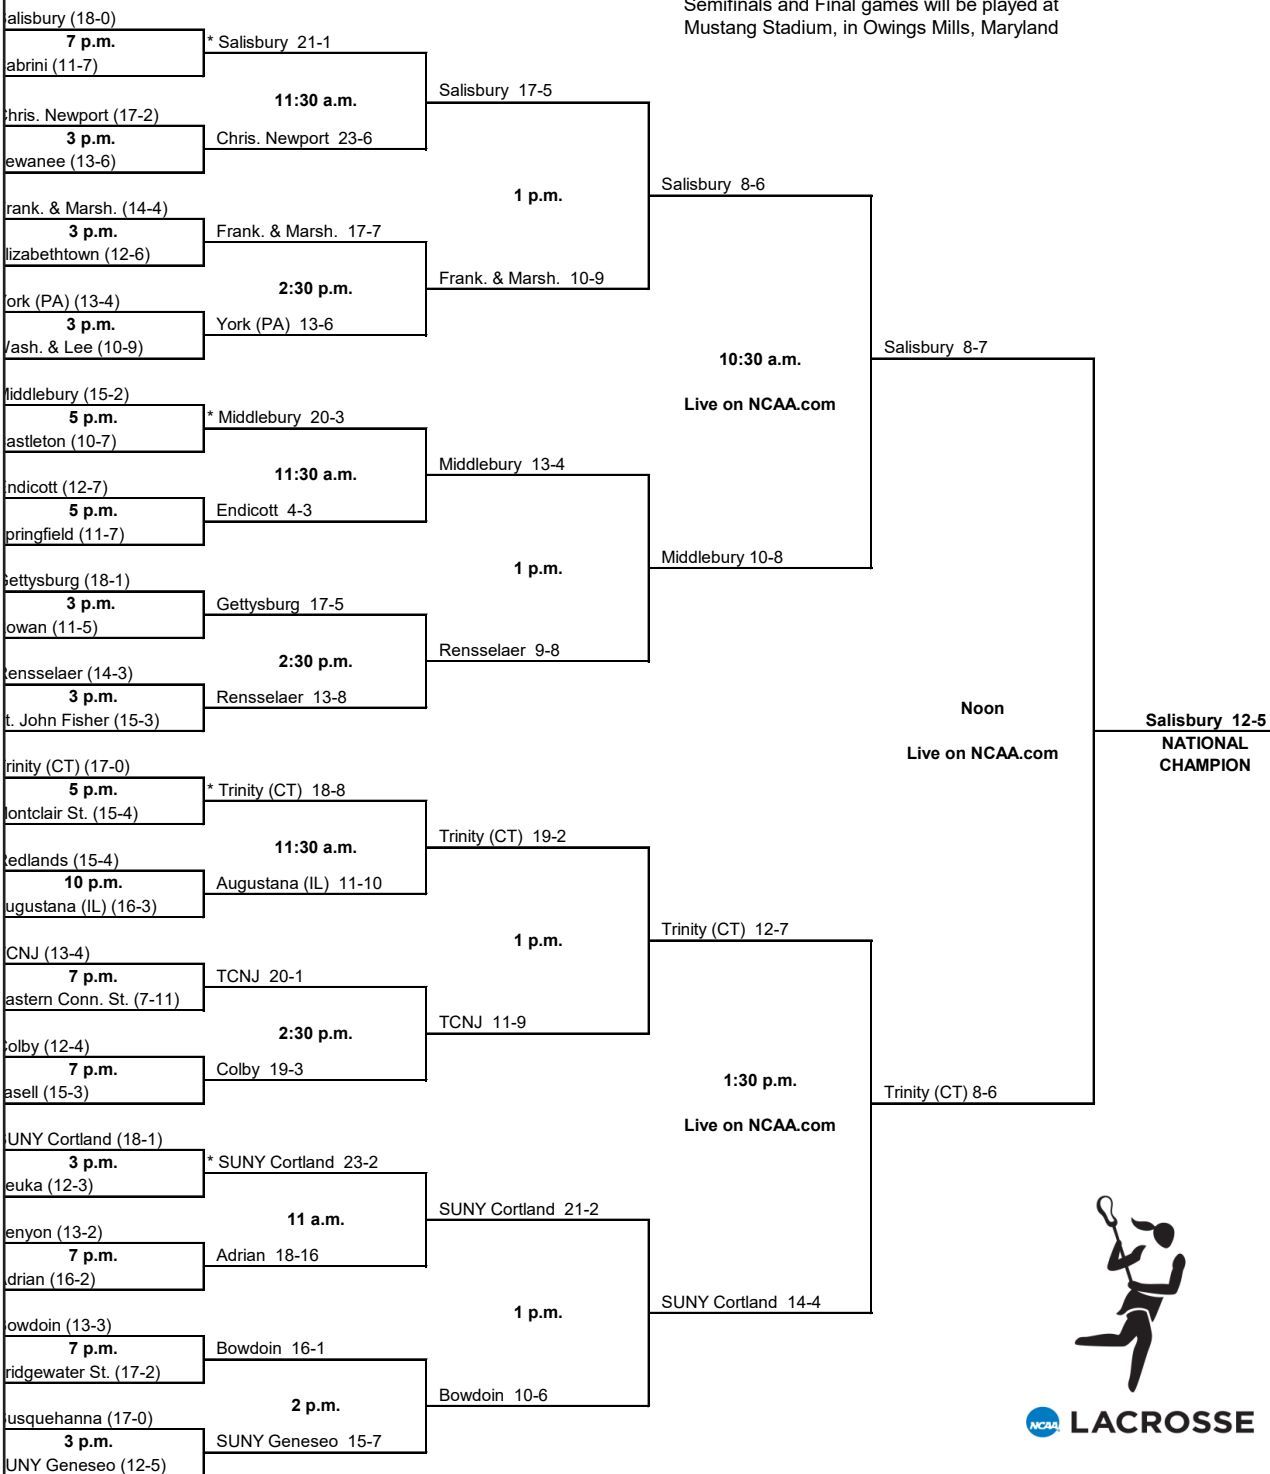 Semifinals and Final games will be played at
Mustang Stadium, in Owings Mills, Maryland
alisbury (18-0)
7 p.m.
abrini (11-7)
* Salisbury 21-1
11:30 a.m.
hris. Newport (17-2)
3 p.m.
ewanee (13-6)
Chris. Newport 23-6
Salisbury 17-5
1 p.m.
rank. & Marsh. (14-4)
3 p.m.
lizabethtown (12-6)
Frank. & Marsh. 17-7
2:30 p.m.
ork (PA) (13-4)
3 p.m.
ash. & Lee (10-9)
York (PA) 13-6
Frank. & Marsh. 10-9
Salisbury 8-6
10:30 a.m.
Live on NCAA.com
iddlebury (15-2)
5 p.m.
astleton (10-7)
* Middlebury 20-3
11:30 a.m.
ndicott (12-7)
5 p.m.
pringfield (11-7)
Endicott 4-3
Middlebury 13-4
1 p.m.
ettysburg (18-1)
3 p.m.
owan (11-5)
Gettysburg 17-5
2:30 p.m.
ensselaer (14-3)
3 p.m.
t. John Fisher (15-3)
Rensselaer 13-8
Rensselaer 9-8
Middlebury 10-8
Salisbury 8-7
Noon
Live on NCAA.com
Salisbury 12-5
NATIONAL
CHAMPION
rinity (CT) (17-0)
5 p.m.
ontclair St. (15-4)
* Trinity (CT) 18-8
11:30 a.m.
edlands (15-4)
10 p.m.
ugustana (IL) (16-3)
Augustana (IL) 11-10
Trinity (CT) 19-2
1 p.m.
CNJ (13-4)
7 p.m.
astern Conn. St. (7-11)
TCNJ 20-1
2:30 p.m.
olby (12-4)
7 p.m.
asell (15-3)
Colby 19-3
TCNJ 11-9
Trinity (CT) 12-7
1:30 p.m.
Live on NCAA.com
Trinity (CT) 8-6
UNY Cortland (18-1)
3 p.m.
euka (12-3)
* SUNY Cortland 23-2
11 a.m.
enyon (13-2)
7 p.m.
drian (16-2)
Adrian 18-16
SUNY Cortland 21-2
1 p.m.
owdoin (13-3)
7 p.m.
ridgewater St. (17-2)
Bowdoin 16-1
2 p.m.
usquehanna (17-0)
3 p.m.
UNY Geneseo (12-5)
SUNY Geneseo 15-7
Bowdoin 10-6
SUNY Cortland 14-4
NCAA LACROSSE